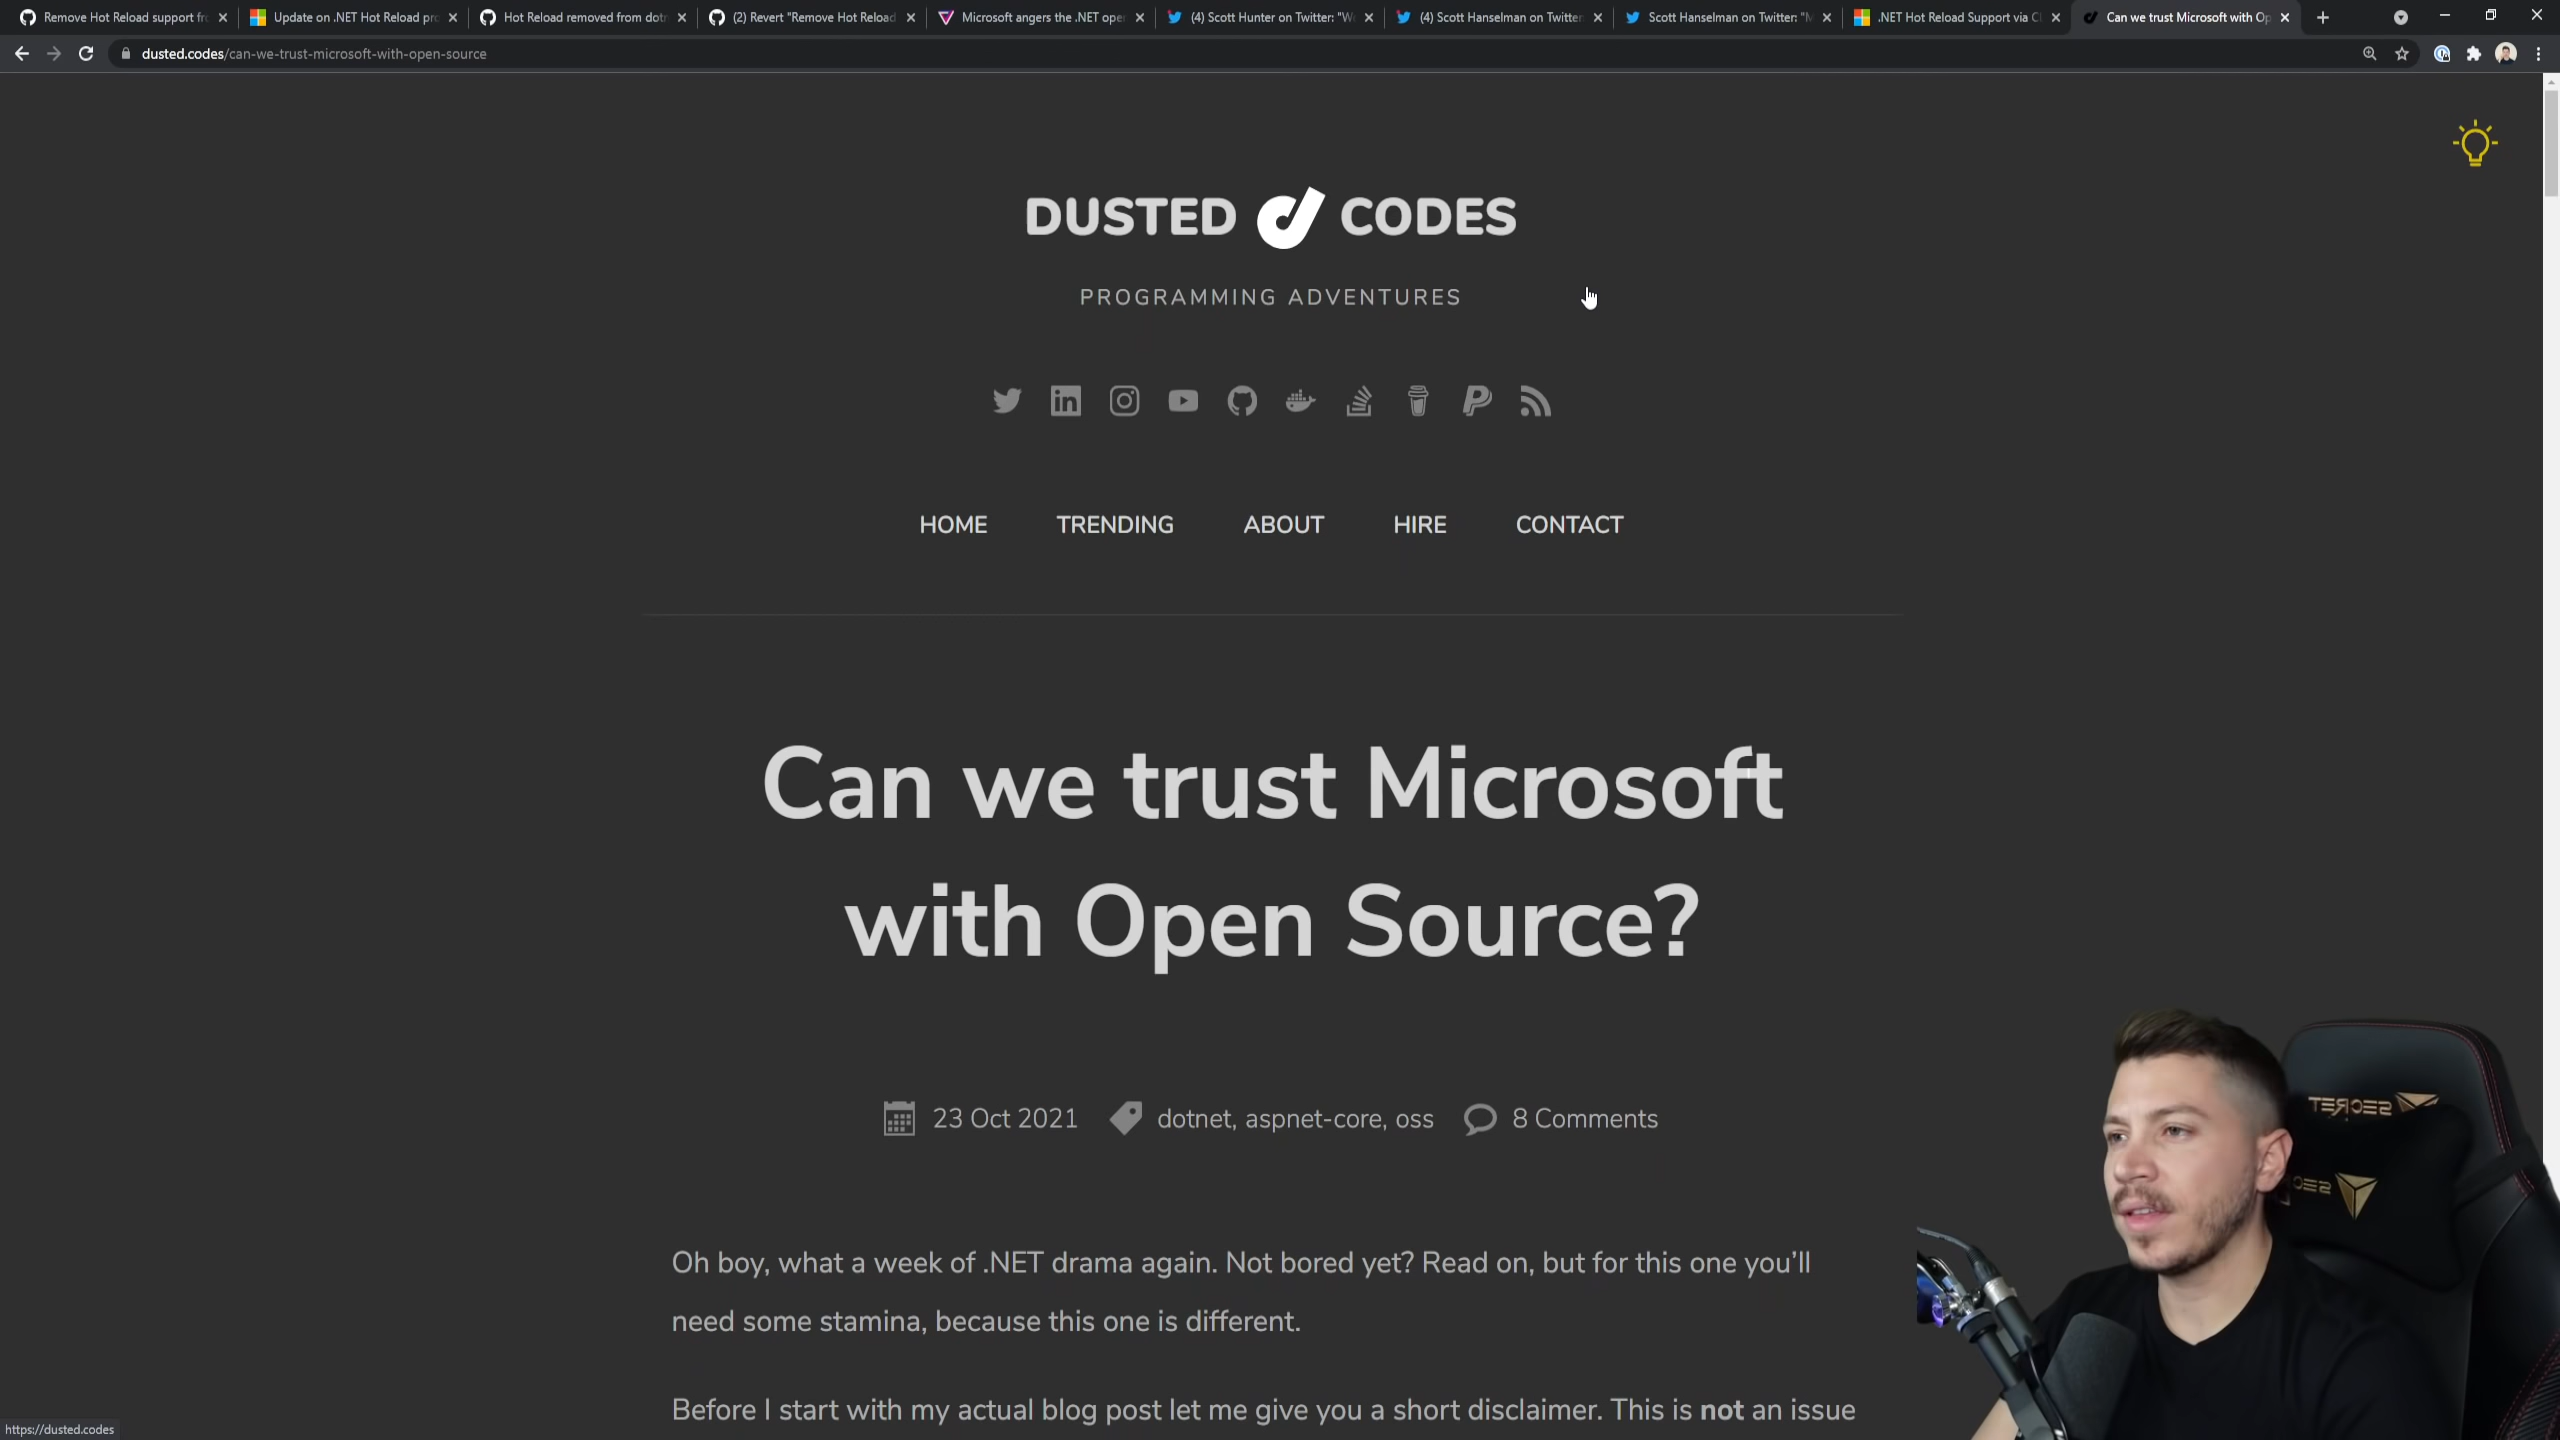 Remove Hot Reload support fr
Update on .NET Hot Reload pro
Hot Reload removed from dotn
(2) Revert "Remove Hot Reload
Microsoft angers the .NET ope
(4) Scott Hunter on Twitter: "W
(4) Scott Hanselman on Twitter
Scott Hanselman on Twitter: "M
.NET Hot Reload Support via C
Can we trust Microsoft with Op
dusted.codes/can-we-trust-microsoft-with-open-source
DUSTED CODES
PROGRAMMING ADVENTURES
HOME TRENDING ABOUT HIRE CONTACT
Can we trust Microsoft
with Open Source?
23 Oct 2021 dotnet, aspnet-core, oss 8 Comments
Oh boy, what a week of .NET drama again. Not bored yet? Read on, but for this one you’ll
need some stamina, because this one is different.
Before I start with my actual blog post let me give you a short disclaimer. This is not an issue
SECRET
SEC
https://dusted.codes